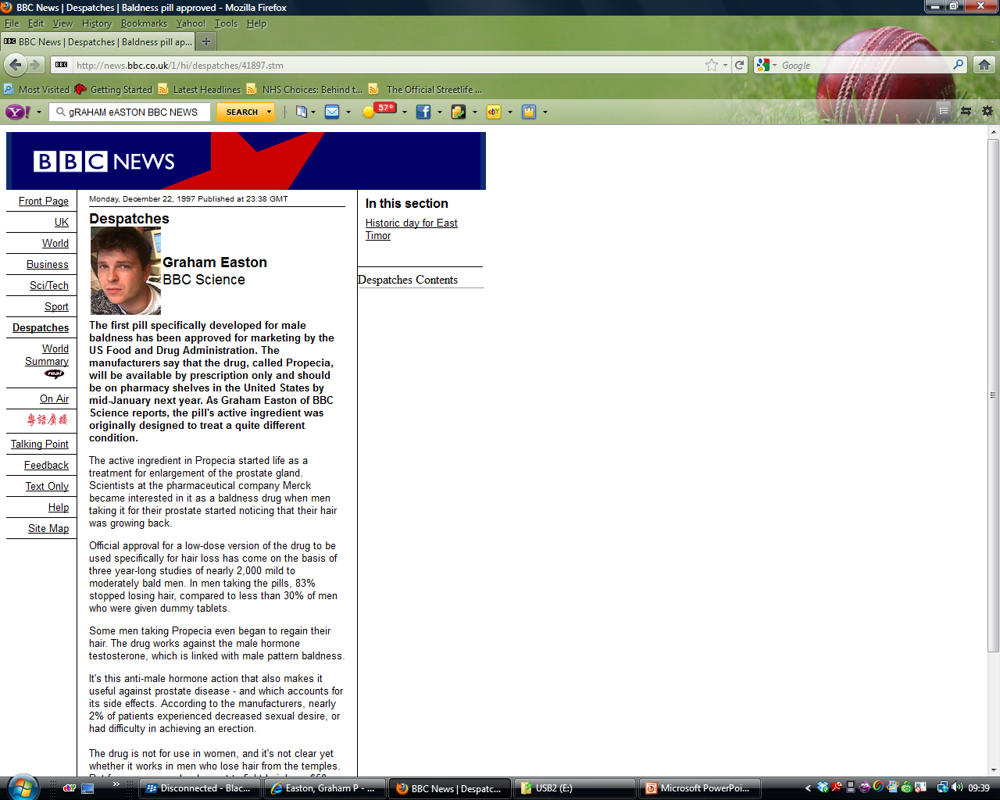 BBC News | Despatches | Baldness pill approved - Mozilla Firefox
File Edit View History Bookmarks Yahoo! Tools Help
BBC News | Despatches | Baldness pill ap...
http://news.bbc.co.uk/1/hi/despatches/41897.stm
Google
Most Visited Getting Started Latest Headlines NHS Choices: Behind t... The Official Streetlife ...
Y! gRAHAM eASTON BBC NEWS SEARCH 57°
BBC NEWS
Front Page
UK
World
Business
Sci/Tech
Sport
Despatches
World
Summary
real
On Air
粤語廣播
Talking Point
Feedback
Text Only
Help
Site Map
Monday, December 22, 1997 Published at 23:38 GMT
Despatches
Graham Easton
BBC Science
The first pill specifically developed for male
baldness has been approved for marketing by the
US Food and Drug Administration. The
manufacturers say that the drug, called Propecia,
will be available by prescription only and should
be on pharmacy shelves in the United States by
mid-January next year. As Graham Easton of BBC
Science reports, the pill's active ingredient was
originally designed to treat a quite different
condition.
The active ingredient in Propecia started life as a
treatment for enlargement of the prostate gland.
Scientists at the pharmaceutical company Merck
became interested in it as a baldness drug when men
taking it for their prostate started noticing that their hair
was growing back.
Official approval for a low-dose version of the drug to be
used specifically for hair loss has come on the basis of
three year-long studies of nearly 2,000 mild to
moderately bald men. In men taking the pills, 83%
stopped losing hair, compared to less than 30% of men
who were given dummy tablets.
Some men taking Propecia even began to regain their
hair. The drug works against the male hormone
testosterone, which is linked with male pattern baldness.
It's this anti-male hormone action that also makes it
useful against prostate disease - and which accounts for
its side effects. According to the manufacturers, nearly
2% of patients experienced decreased sexual desire, or
had difficulty in achieving an erection.
The drug is not for use in women, and it's not clear yet
whether it works in men who lose hair from the temples.
In this section
Historic day for East
Timor
Despatches Contents
Disconnected - Blac... Easton, Graham P - ... BBC News | Despatc... USB2 (E:) Microsoft PowerPoi... 09:39